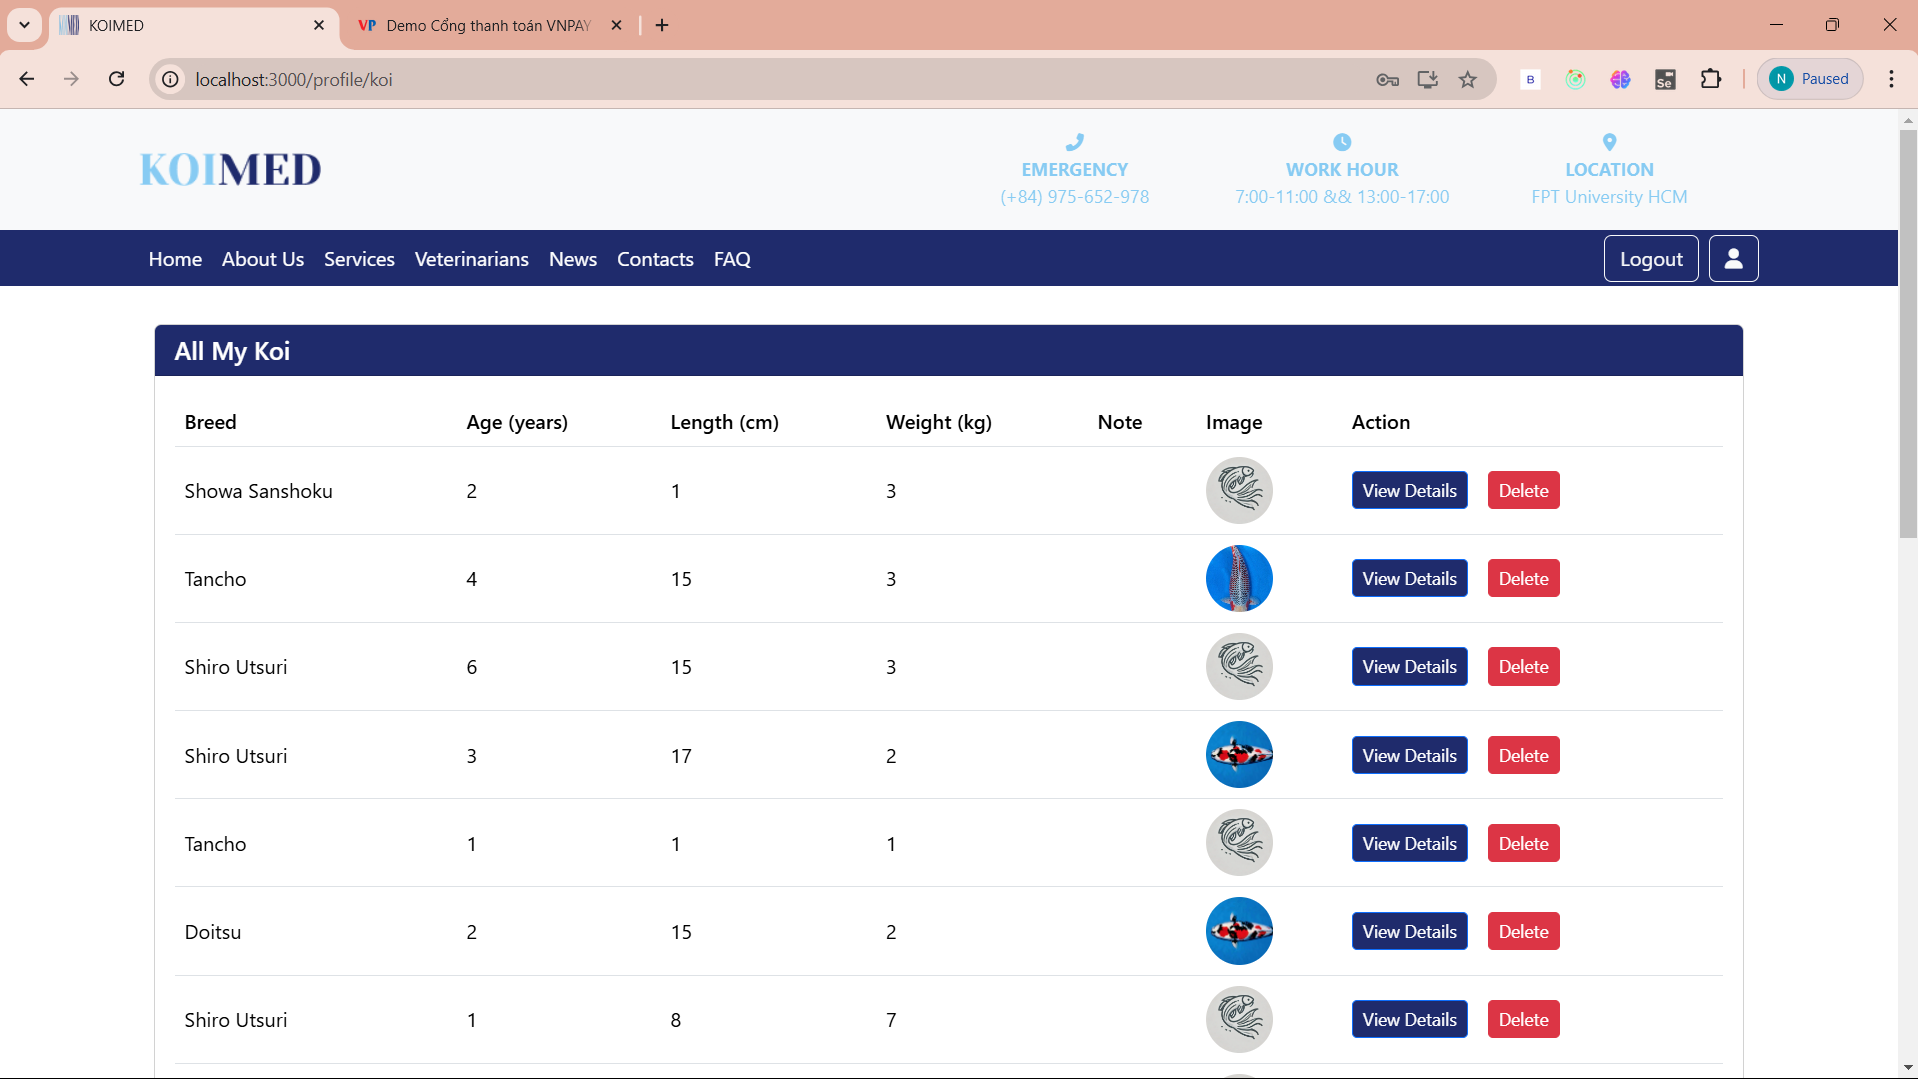 KOIMED
Demo Cổng thanh toán VNPAY
localhost:3000/profile/koi
B
Se
N
Paused
KOIMED
EMERGENCY
(+84) 975-652-978
WORK HOUR
7:00-11:00 && 13:00-17:00
LOCATION
FPT University HCM
Home About Us Services Veterinarians News Contacts FAQ
Logout
All My Koi
Breed Age (years) Length (cm) Weight (kg) Note Image Action
Showa Sanshoku 2 1 3 View Details Delete
Tancho 4 15 3 View Details Delete
Shiro Utsuri 6 15 3 View Details Delete
Shiro Utsuri 3 17 2 View Details Delete
Tancho 1 1 1 View Details Delete
Doitsu 2 15 2 View Details Delete
Shiro Utsuri 1 8 7 View Details Delete